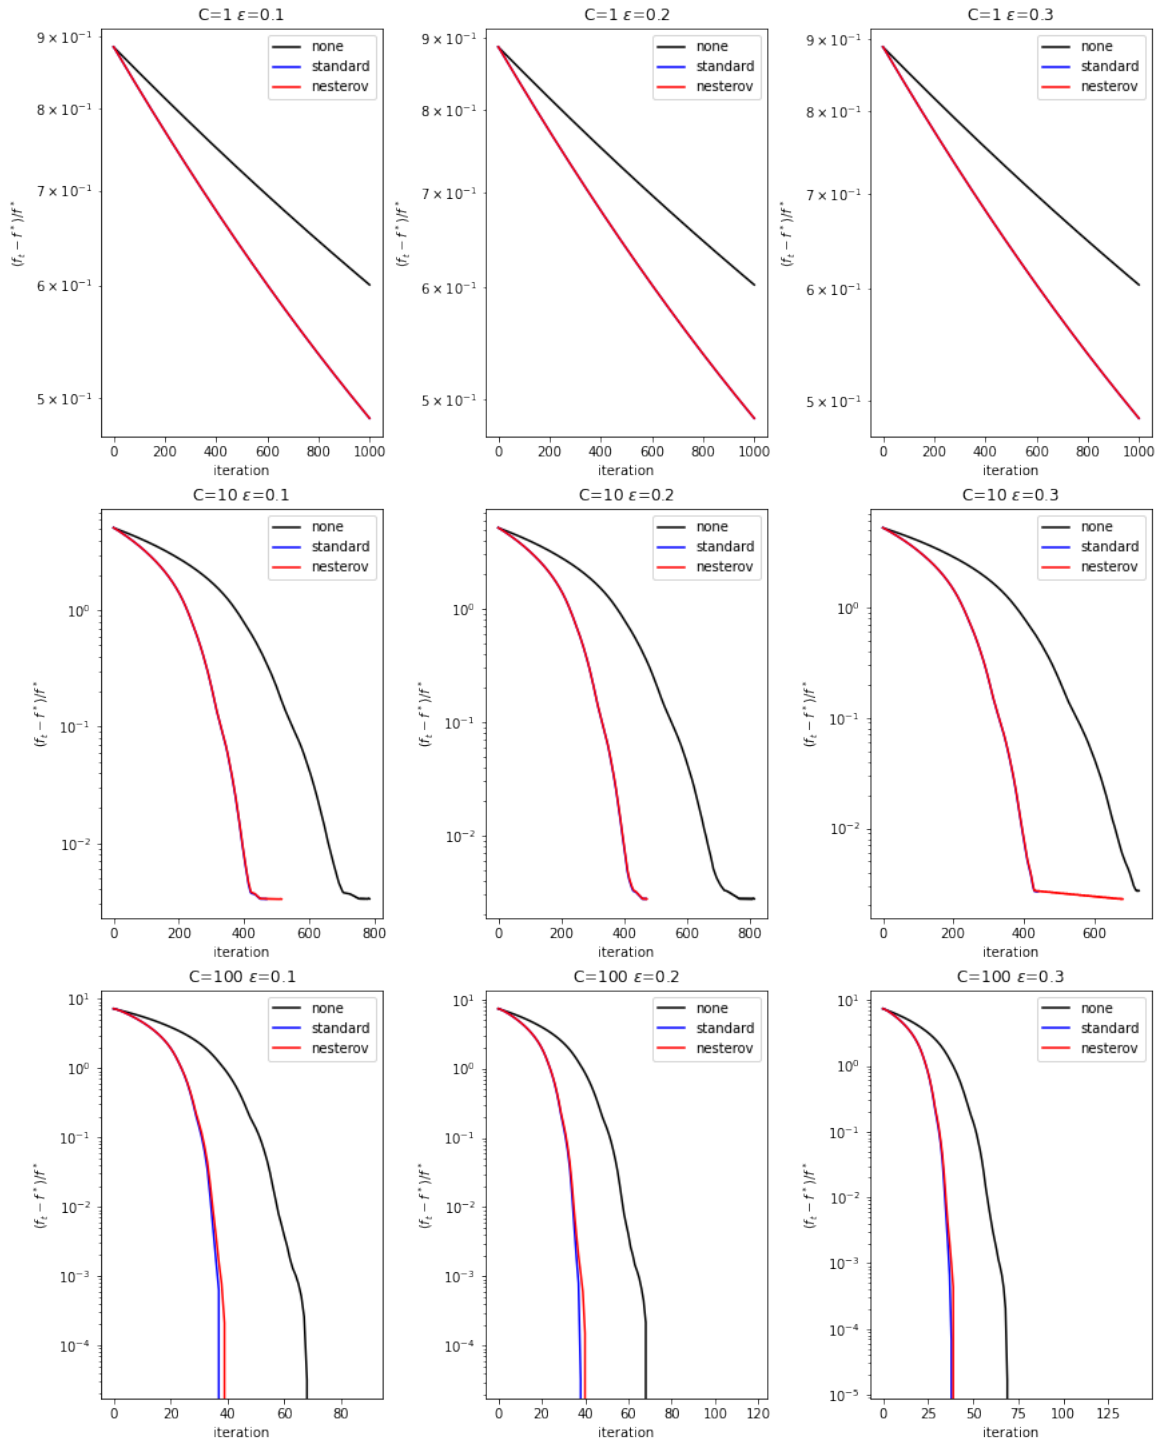 C=1 ε=0.1
9 × 10⁻¹
8 × 10⁻¹
7 × 10⁻¹
6 × 10⁻¹
5 × 10⁻¹
(fₜ − f*)/f*
none
standard
nesterov
0 200 400 600 800 1000
iteration
C=1 ε=0.2
9 × 10⁻¹
8 × 10⁻¹
7 × 10⁻¹
6 × 10⁻¹
5 × 10⁻¹
(fₜ − f*)/f*
none
standard
nesterov
0 200 400 600 800 1000
iteration
C=1 ε=0.3
9 × 10⁻¹
8 × 10⁻¹
7 × 10⁻¹
6 × 10⁻¹
5 × 10⁻¹
(fₜ − f*)/f*
none
standard
nesterov
0 200 400 600 800 1000
iteration
C=10 ε=0.1
10⁰
10⁻¹
10⁻²
(fₜ − f*)/f*
none
standard
nesterov
0 200 400 600 800
iteration
C=10 ε=0.2
10⁰
10⁻¹
10⁻²
(fₜ − f*)/f*
none
standard
nesterov
0 200 400 600 800
iteration
C=10 ε=0.3
10⁰
10⁻¹
10⁻²
(fₜ − f*)/f*
none
standard
nesterov
0 200 400 600
iteration
C=100 ε=0.1
10¹
10⁰
10⁻¹
10⁻²
10⁻³
10⁻⁴
(fₜ − f*)/f*
none
standard
nesterov
0 20 40 60 80
iteration
C=100 ε=0.2
10¹
10⁰
10⁻¹
10⁻²
10⁻³
10⁻⁴
(fₜ − f*)/f*
none
standard
nesterov
0 20 40 60 80 100 120
iteration
C=100 ε=0.3
10¹
10⁰
10⁻¹
10⁻²
10⁻³
10⁻⁴
10⁻⁵
(fₜ − f*)/f*
none
standard
nesterov
0 25 50 75 100 125
iteration